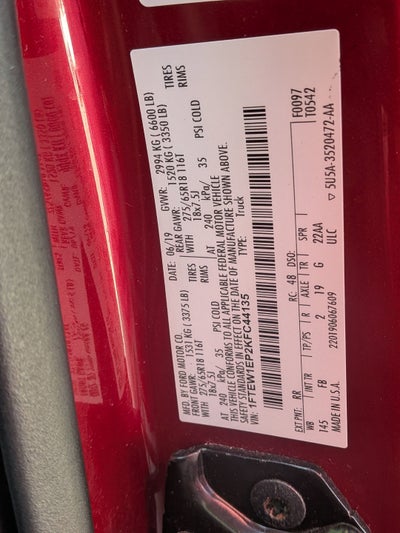 MFD. BY FORD MOTOR CO.
DATE: 06/19 GVWR: 2994 KG ( 6600 LB)
FRONT GAWR: 1531 KG ( 3375 LB) REAR GAWR: 1520 KG ( 3350 LB)
WITH 275/65R18 116T TIRES
18x7.5J RIMS
AT 240 kPa/ 35 PSI COLD
WITH 275/65R18 116T TIRES
18x7.5J RIMS
AT 240 kPa/ 35 PSI COLD
THIS VEHICLE CONFORMS TO ALL APPLICABLE FEDERAL MOTOR VEHICLE
SAFETY STANDARDS IN EFFECT ON THE DATE OF MANUFACTURE SHOWN ABOVE.
VIN: 1FTEW1EP2KFC44135
TYPE: Truck
F0097
T0542
EXT PNT: RR RC: 48 DSO:
WB INT TR TP/PS R AXLE TR SPR
145 FB 2 19 G 22AA
ULC
MADE IN U.S.A. 2201906067609
5U5A-3520472-AA